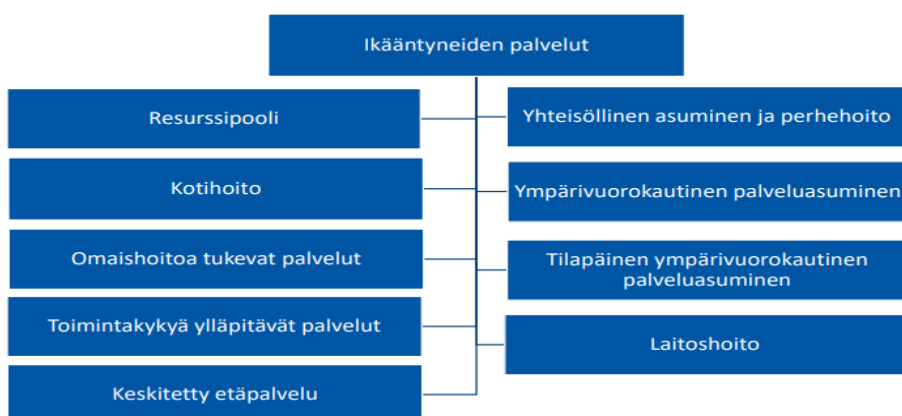 Ikääntyneiden palvelut
Resurssipooli
Kotihoito
Omaishoitoa tukevat palvelut
Toimintakykyä ylläpitävät palvelut
Keskitetty etäpalvelu
Yhteisöllinen asuminen ja perhehoito
Ympärivuorokautinen palveluasuminen
Tilapäinen ympärivuorokautinen
palveluasuminen
Laitoshoito